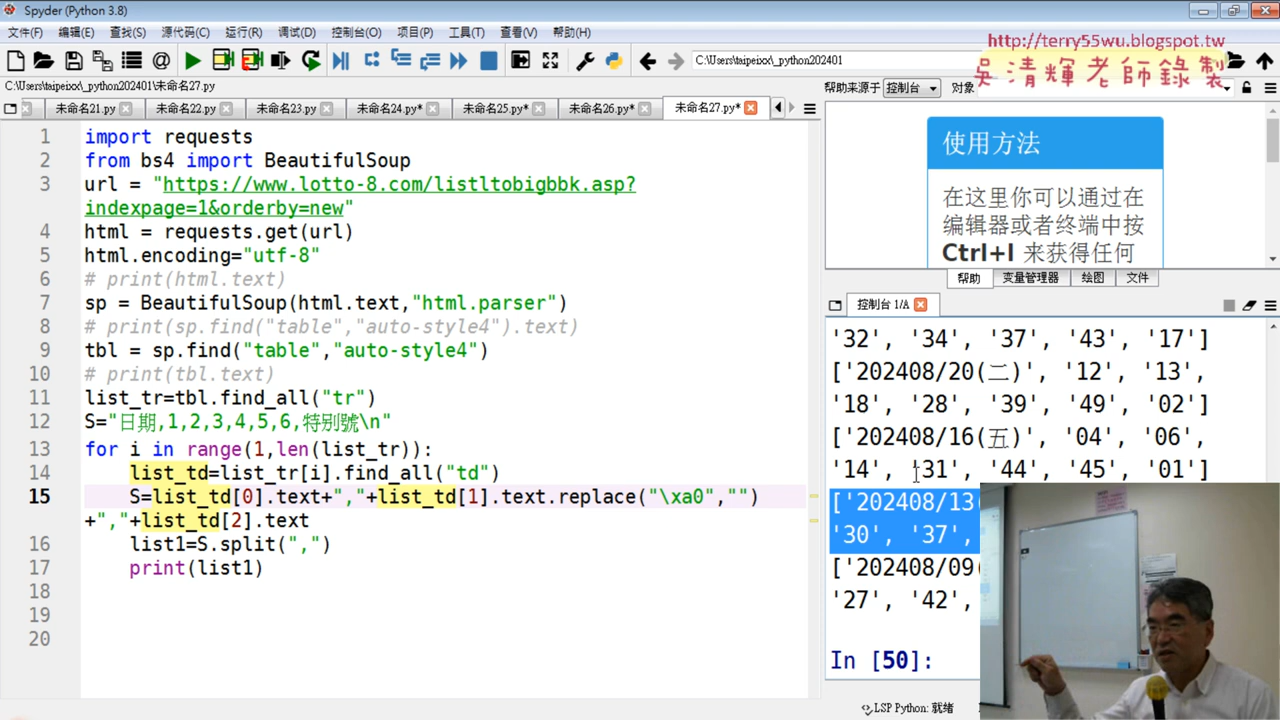 Spyder (Python 3.8)
文件(F) 编辑(E) 查找(S) 源代码(C) 运行(R) 调试(D) 控制台(O) 项目(P) 工具(T) 查看(V) 帮助(H)
C:\Users\taipeixx\_python202401
http://terry55wu.blogspot.tw
吳清輝老師錄製
C:\Users\taipeixx\_python202401\未命名27.py
帮助来源于 控制台 对象
未命名21.py 未命名22.py 未命名23.py 未命名24.py* 未命名25.py* 未命名26.py* 未命名27.py*
1 import requests
2 from bs4 import BeautifulSoup
3 url = "https://www.lotto-8.com/listltobigbbk.asp?
indexpage=1&orderby=new"
4 html = requests.get(url)
5 html.encoding="utf-8"
6 # print(html.text)
7 sp = BeautifulSoup(html.text,"html.parser")
8 # print(sp.find("table","auto-style4").text)
9 tbl = sp.find("table","auto-style4")
10 # print(tbl.text)
11 list_tr=tbl.find_all("tr")
12 S="日期,1,2,3,4,5,6,特別號\n"
13 for i in range(1,len(list_tr)):
14 list_td=list_tr[i].find_all("td")
15 S=list_td[0].text+","+list_td[1].text.replace("\xa0","")
+","+list_td[2].text
16 list1=S.split(",")
17 print(list1)
18
19
20
使用方法
在这里你可以通过在
编辑器或者终端中按
Ctrl+I 来获得任何
帮助 变量管理器 绘图 文件
控制台 1/A
'32', '34', '37', '43', '17']
['202408/20(二)', '12', '13',
'18', '28', '39', '49', '02']
['202408/16(五)', '04', '06',
'14', '31', '44', '45', '01']
['202408/13(
'30', '37',
['202408/09(
'27', '42',
In [50]:
LSP Python: 就绪